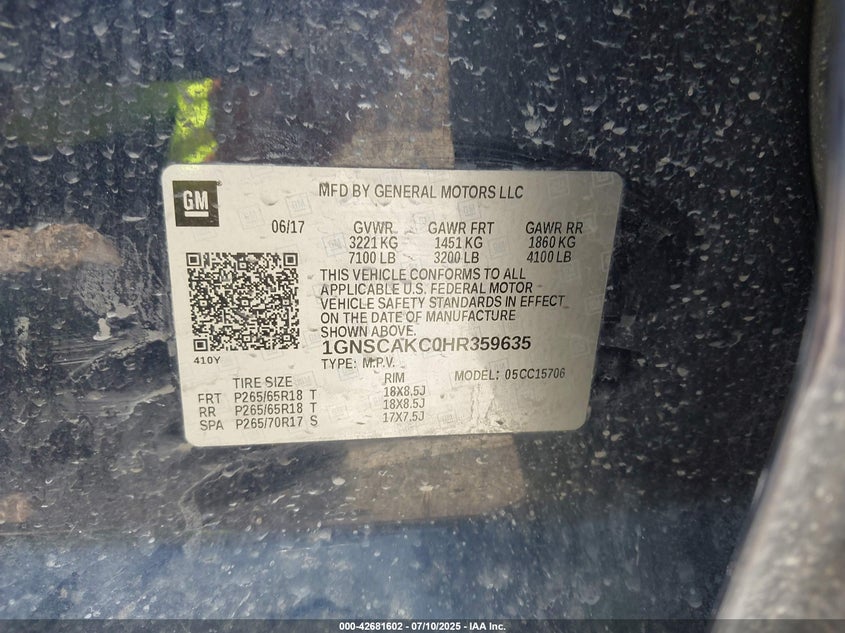 GM
MFD BY GENERAL MOTORS LLC
06/17 GVWR GAWR FRT GAWR RR
3221 KG 1451 KG 1860 KG
7100 LB 3200 LB 4100 LB
THIS VEHICLE CONFORMS TO ALL
APPLICABLE U.S. FEDERAL MOTOR
VEHICLE SAFETY STANDARDS IN EFFECT
ON THE DATE OF MANUFACTURE
SHOWN ABOVE.
1GNSCAKC0HR359635
410Y
TYPE: M.P.V. MODEL: 05CC15706
TIRE SIZE RIM
FRT P265/65R18 T 18X8.5J
RR P265/65R18 T 18X8.5J
SPA P265/70R17 S 17X7.5J
000-42681602 / 07/10/2025 - IAA Inc.